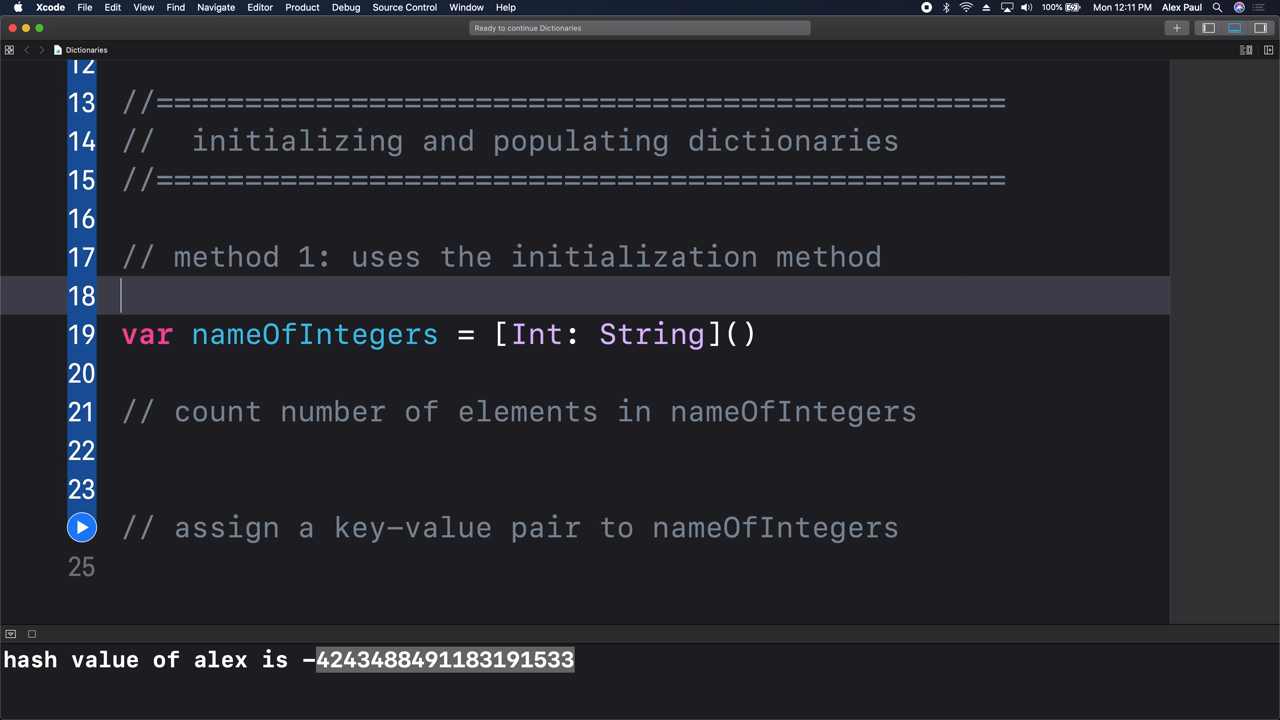 Xcode File Edit View Find Navigate Editor Product Debug Source Control Window Help 100% Mon 12:11 PM Alex Paul
Ready to continue Dictionaries
Dictionaries
12
13 //================================================
14 //  initializing and populating dictionaries
15 //================================================
16
17 // method 1: uses the initialization method
18
19 var nameOfIntegers = [Int: String]()
20
21 // count number of elements in nameOfIntegers
22
23
// assign a key-value pair to nameOfIntegers
25
hash value of alex is -4243488491183191533